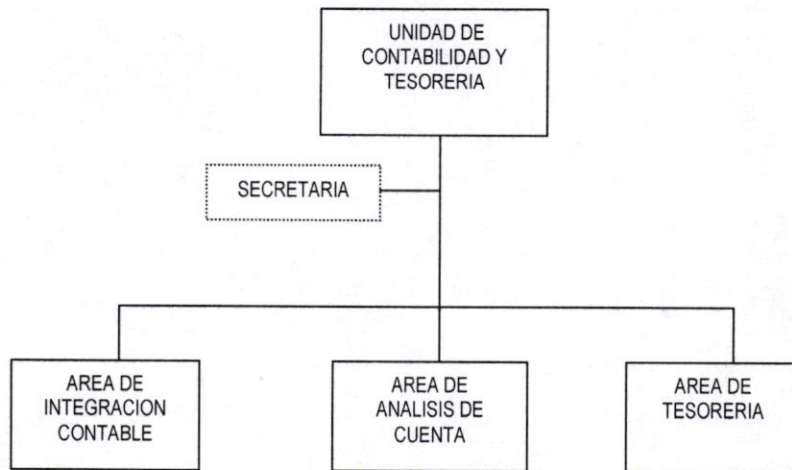 UNIDAD DE
CONTABILIDAD Y
TESORERIA
SECRETARIA
AREA DE
INTEGRACION
CONTABLE
AREA DE
ANALISIS DE
CUENTA
AREA DE
TESORERIA